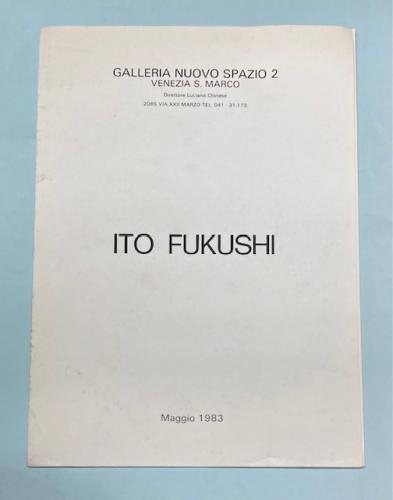 GALLERIA NUOVO SPAZIO 2
VENEZIA S. MARCO
Direttore Luciano Chinese
2085 VIA XXII MARZO TEL. 041 - 31.173
ITO FUKUSHI
Maggio 1983